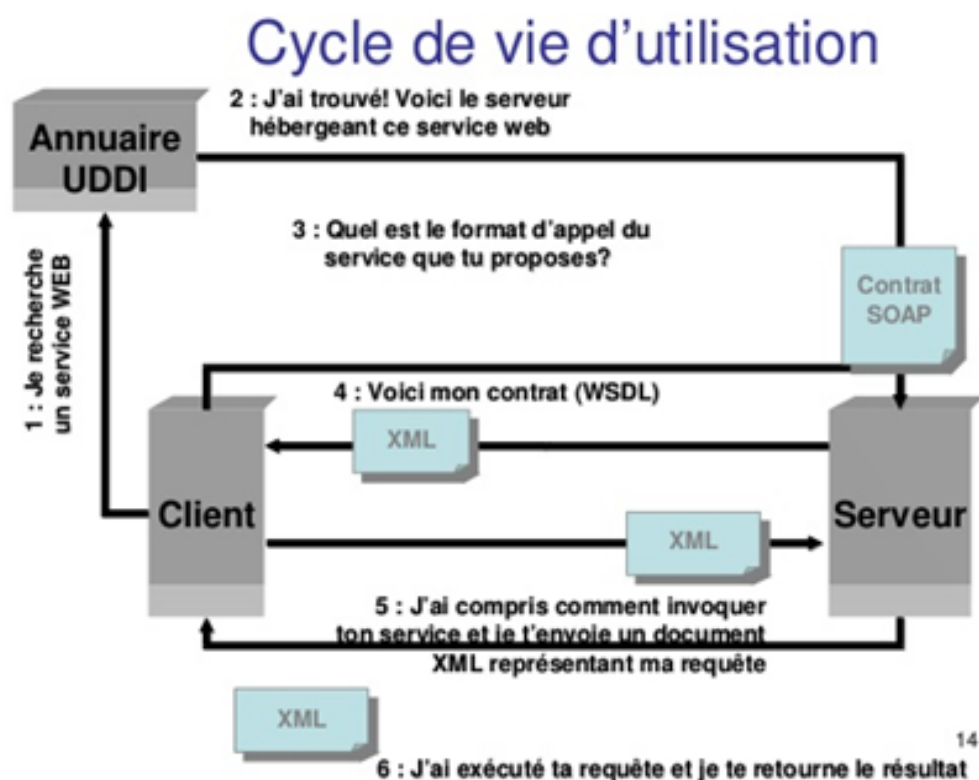 Cycle de vie d'utilisation
2 : J'ai trouvé! Voici le serveur
hébergeant ce service web
Annuaire
UDDI
3 : Quel est le format d'appel du
service que tu proposes?
1 : Je recherche
un service WEB
Contrat
SOAP
4 : Voici mon contrat (WSDL)
XML
Client
Serveur
XML
5 : J'ai compris comment invoquer
ton service et je t'envoie un document
XML représentant ma requête
XML
14
6 : J'ai exécuté ta requête et je te retourne le résultat